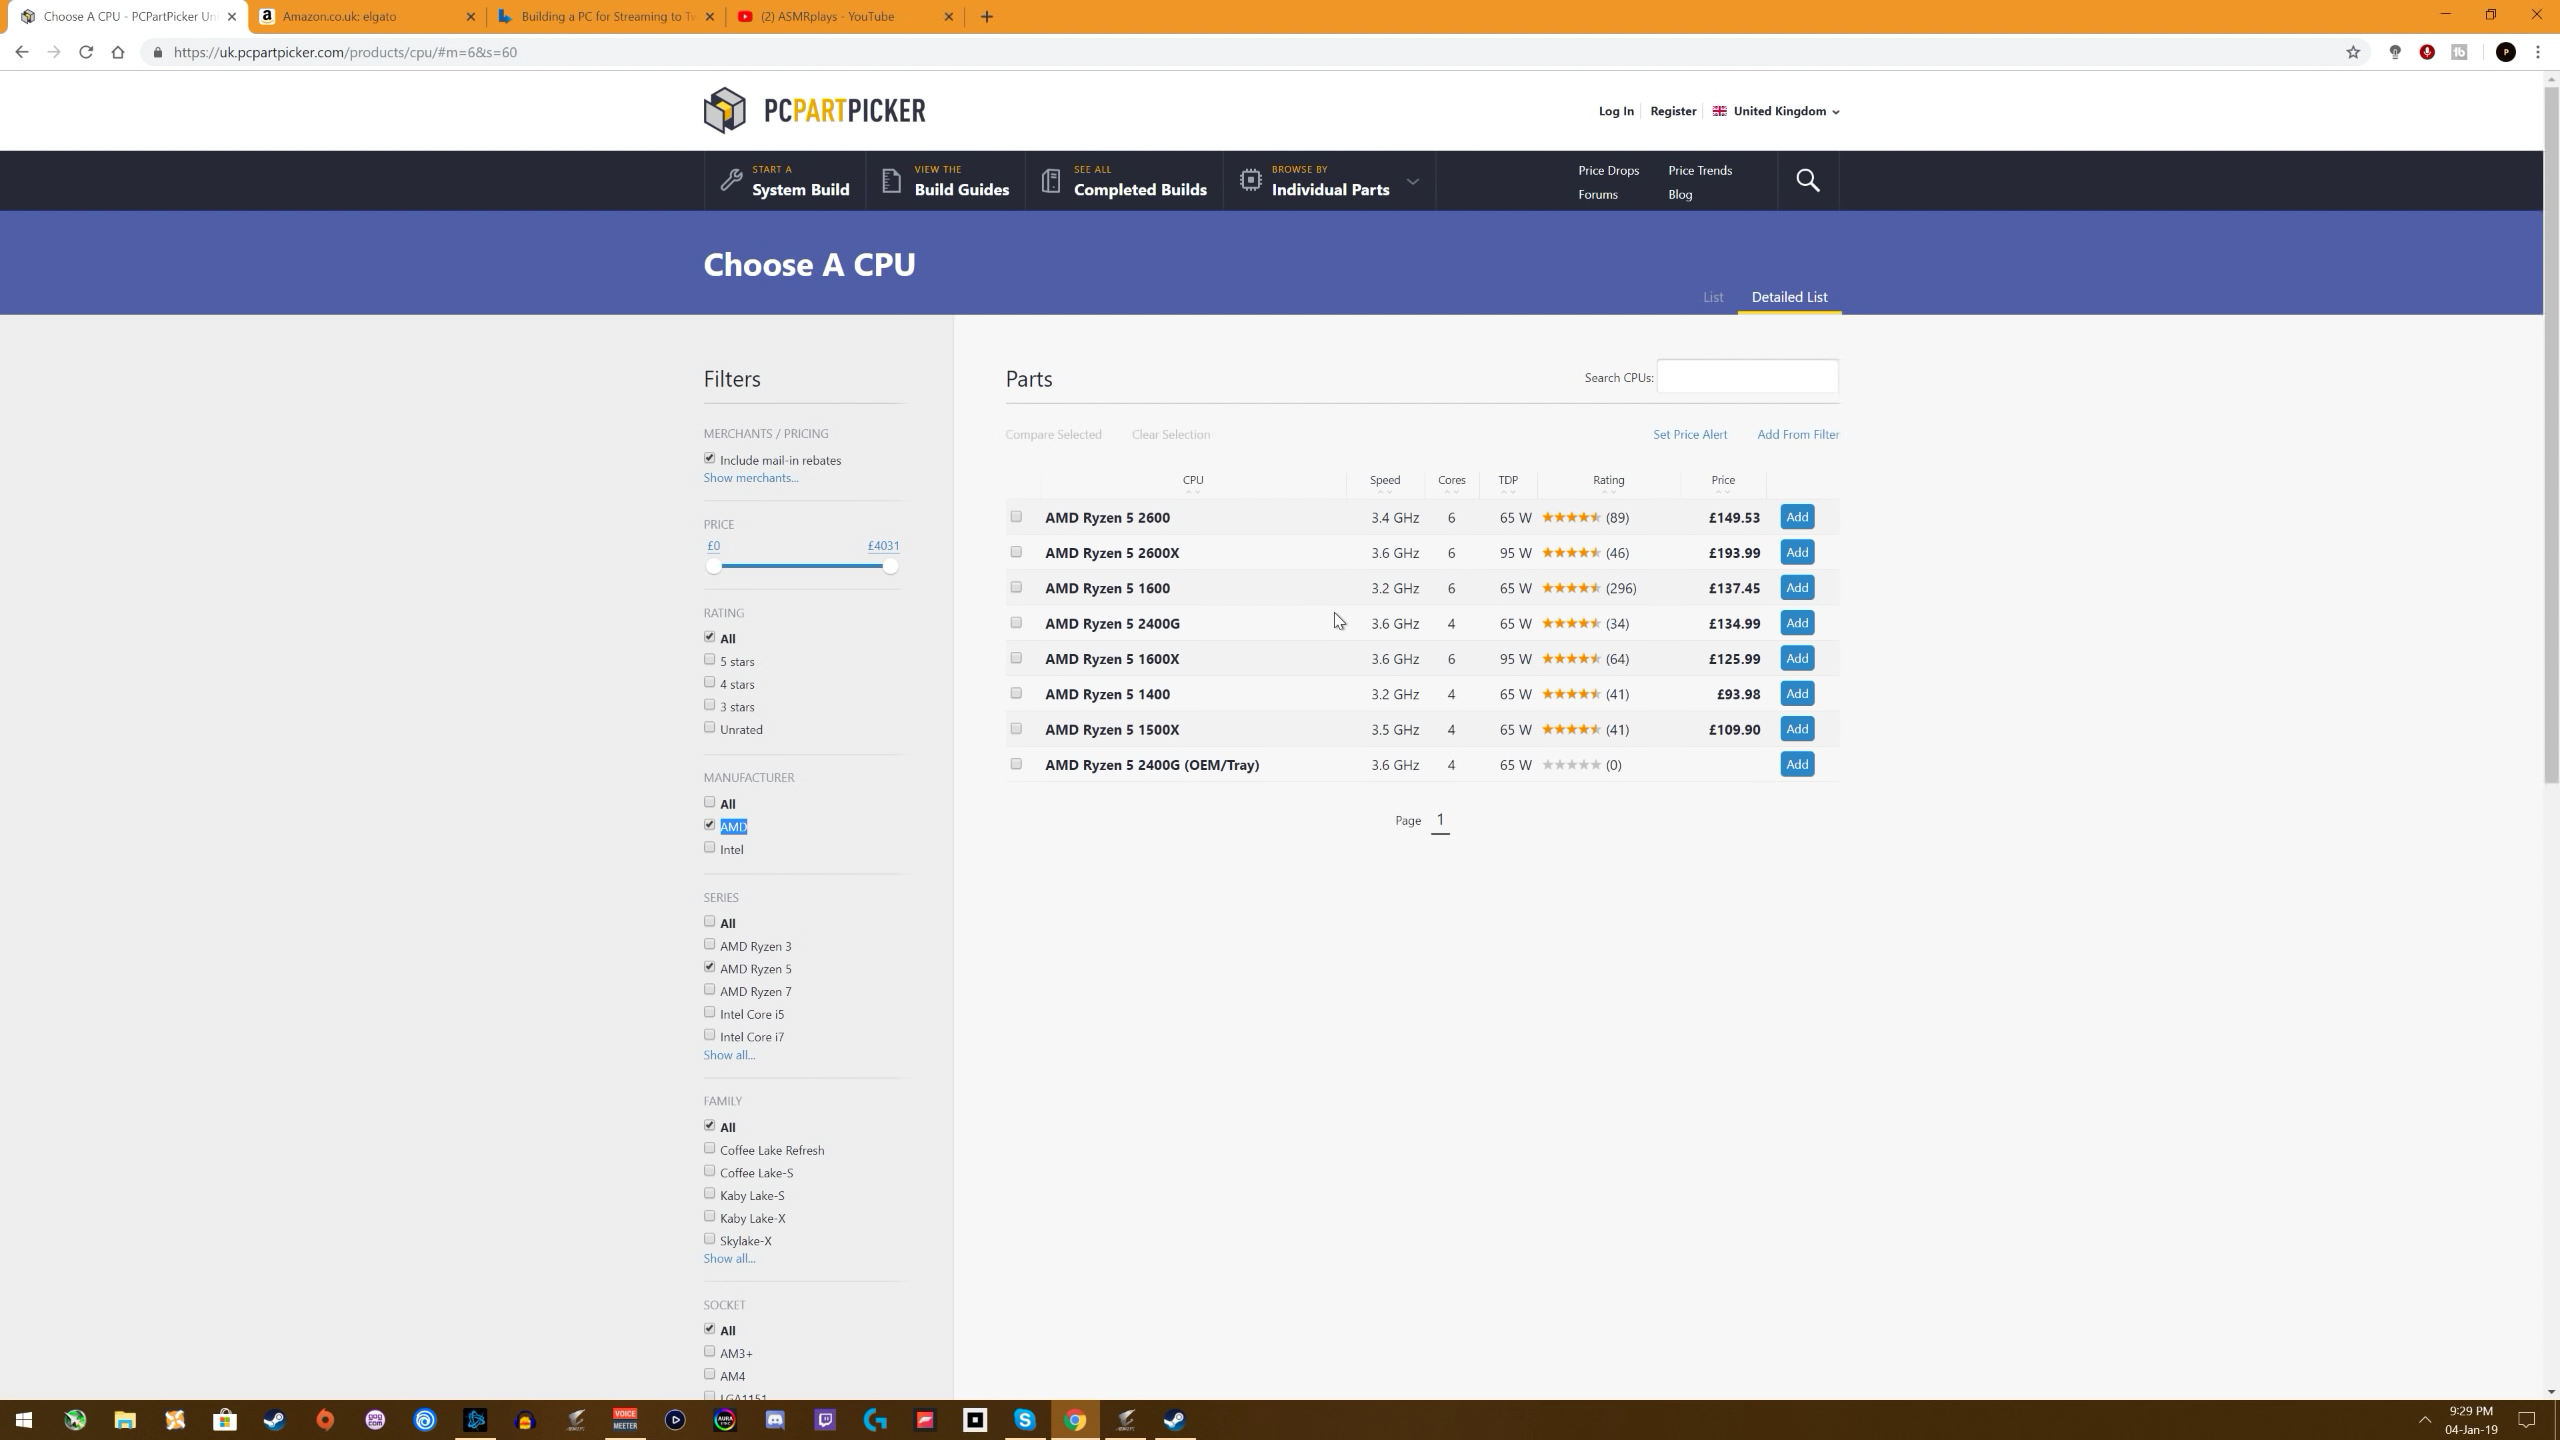 Choose A CPU - PCPartPicker Un
Amazon.co.uk: elgato
Building a PC for Streaming to Tw
(2) ASMRplays - YouTube
https://uk.pcpartpicker.com/products/cpu/#m=6&s=60
PCPARTPICKER
Log In
Register
United Kingdom
START A
System Build
VIEW THE
Build Guides
SEE ALL
Completed Builds
BROWSE BY
Individual Parts
Price Drops
Price Trends
Forums
Blog
Choose A CPU
List
Detailed List
Filters
MERCHANTS / PRICING
Include mail-in rebates
Show merchants...
PRICE
£0 £4031
RATING
All
5 stars
4 stars
3 stars
Unrated
MANUFACTURER
All
AMD
Intel
SERIES
All
AMD Ryzen 3
AMD Ryzen 5
AMD Ryzen 7
Intel Core i5
Intel Core i7
Show all...
FAMILY
All
Coffee Lake Refresh
Coffee Lake-S
Kaby Lake-S
Kaby Lake-X
Skylake-X
Show all...
SOCKET
All
AM3+
AM4
LGA1151
Parts
Search CPUs:
Compare Selected
Clear Selection
Set Price Alert
Add From Filter
CPU Speed Cores TDP Rating Price
AMD Ryzen 5 2600 3.4 GHz 6 65 W (89) £149.53 Add
AMD Ryzen 5 2600X 3.6 GHz 6 95 W (46) £193.99 Add
AMD Ryzen 5 1600 3.2 GHz 6 65 W (296) £137.45 Add
AMD Ryzen 5 2400G 3.6 GHz 4 65 W (34) £134.99 Add
AMD Ryzen 5 1600X 3.6 GHz 6 95 W (64) £125.99 Add
AMD Ryzen 5 1400 3.2 GHz 4 65 W (41) £93.98 Add
AMD Ryzen 5 1500X 3.5 GHz 4 65 W (41) £109.90 Add
AMD Ryzen 5 2400G (OEM/Tray) 3.6 GHz 4 65 W (0) Add
Page 1
VOICE
MEETER
AURA
9:29 PM
04-Jan-19